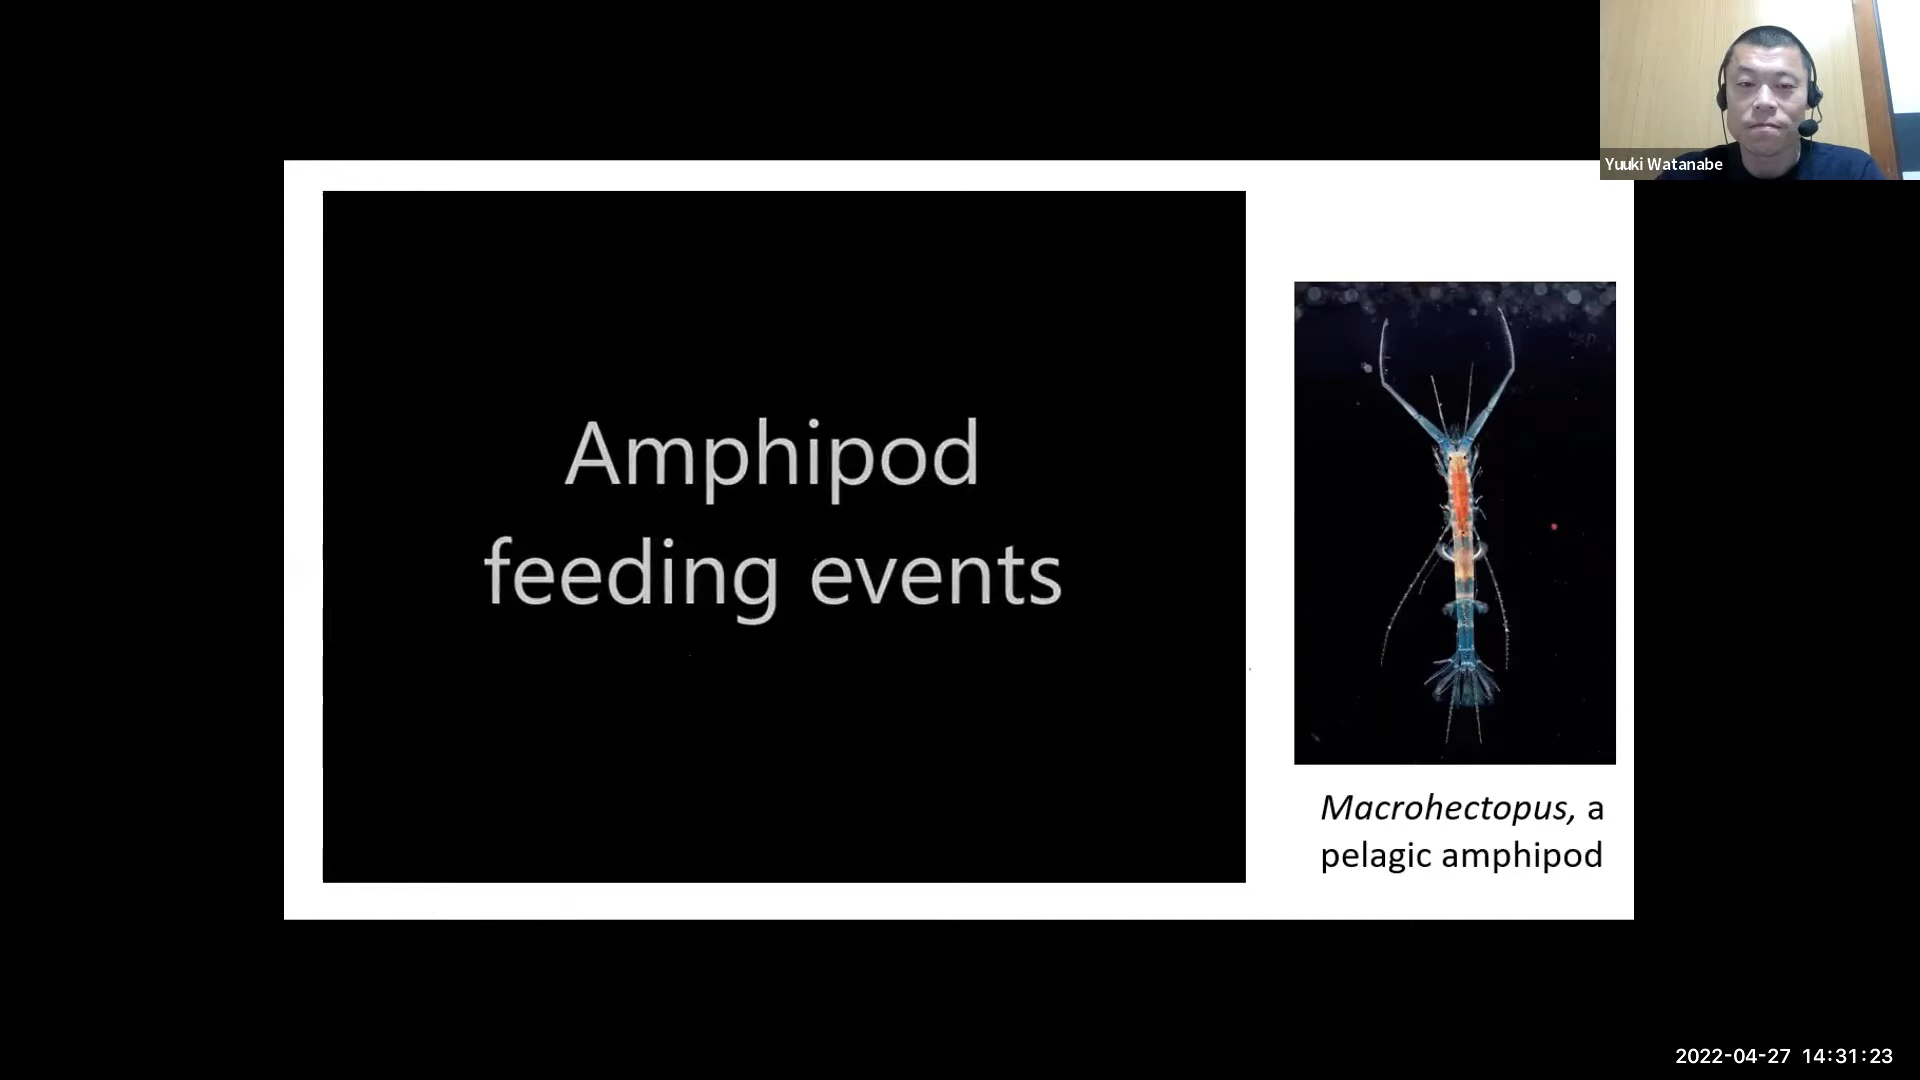 Yuuki Watanabe
Amphipod
feeding events
Macrohectopus, a
pelagic amphipod
2022-04-27 14:31:23